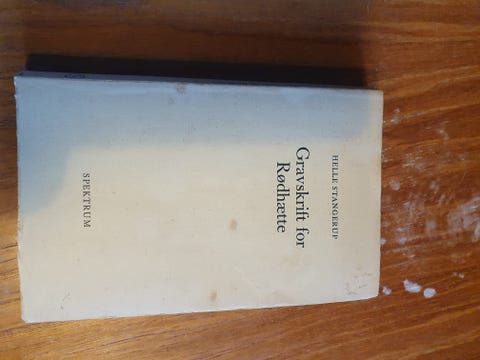 HELLE STANGERUP
Gravskrift for
Rødhætte
SPEKTRUM